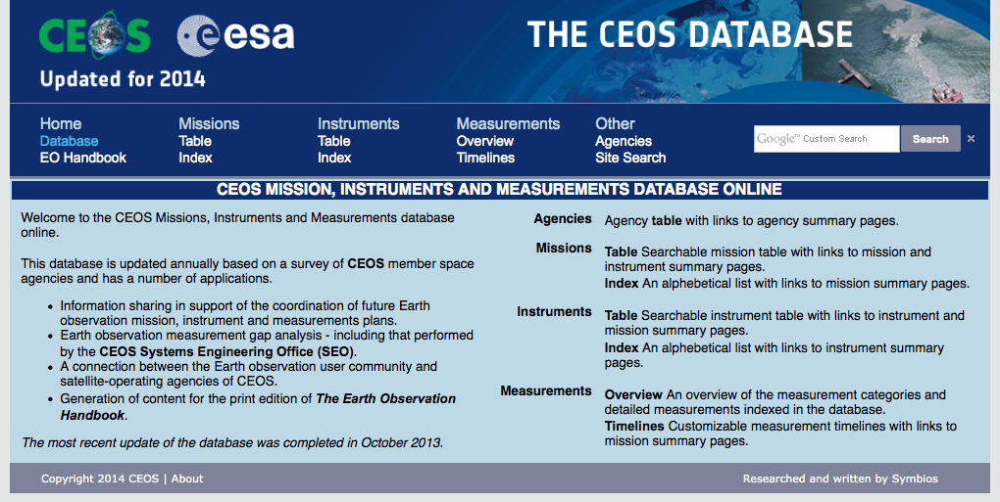 CEOS esa
THE CEOS DATABASE
Updated for 2014
Home Missions Instruments Measurements Other
Database Table Table Overview Agencies
EO Handbook Index Index Timelines Site Search
Google™ Custom Search Search ×
CEOS MISSION, INSTRUMENTS AND MEASUREMENTS DATABASE ONLINE
Welcome to the CEOS Missions, Instruments and Measurements database
online.
This database is updated annually based on a survey of CEOS member space
agencies and has a number of applications.
• Information sharing in support of the coordination of future Earth
observation mission, instrument and measurements plans.
• Earth observation measurement gap analysis - including that performed
by the CEOS Systems Engineering Office (SEO).
• A connection between the Earth observation user community and
satellite-operating agencies of CEOS.
• Generation of content for the print edition of The Earth Observation
Handbook.
The most recent update of the database was completed in October 2013.
Agencies Agency table with links to agency summary pages.
Missions Table Searchable mission table with links to mission and
instrument summary pages.
Index An alphebetical list with links to mission summary pages.
Instruments Table Searchable instrument table with links to instrument and
mission summary pages.
Index An alphebetical list with links to instrument summary
pages.
Measurements Overview An overview of the measurement categories and
detailed measurements indexed in the database.
Timelines Customizable measurement timelines with links to
mission summary pages.
Copyright 2014 CEOS | About Researched and written by Symbios